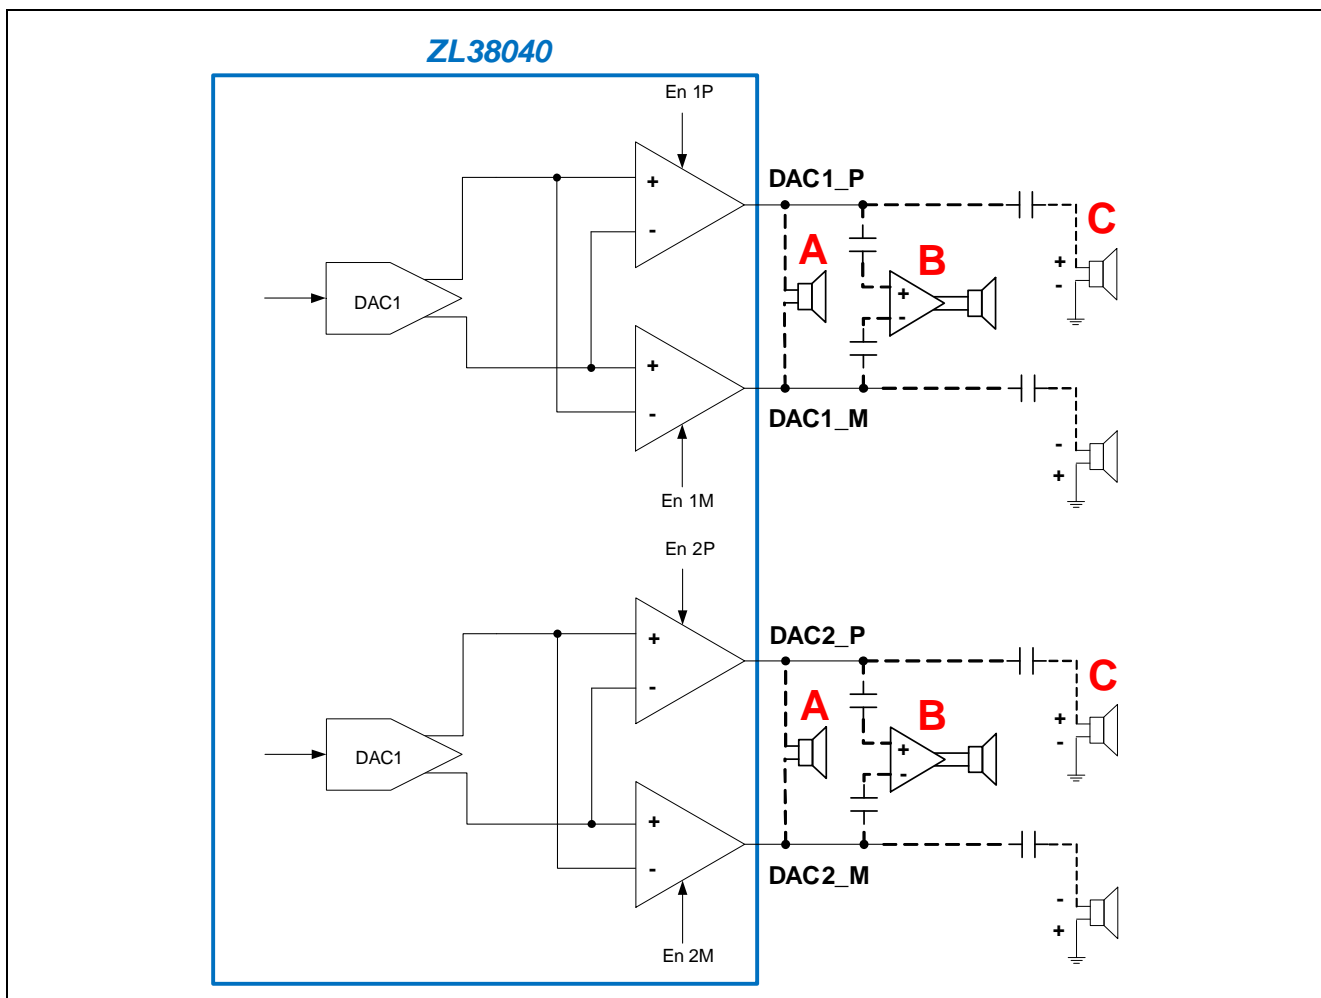 ZL38040
En 1P
DAC1_P
+
-
A
C
+
-
B
+
-
DAC1
+
-
DAC1_M
-
+
En 1M
En 2P
DAC2_P
+
-
A
C
+
-
B
+
-
DAC1
+
-
DAC2_M
-
+
En 2M